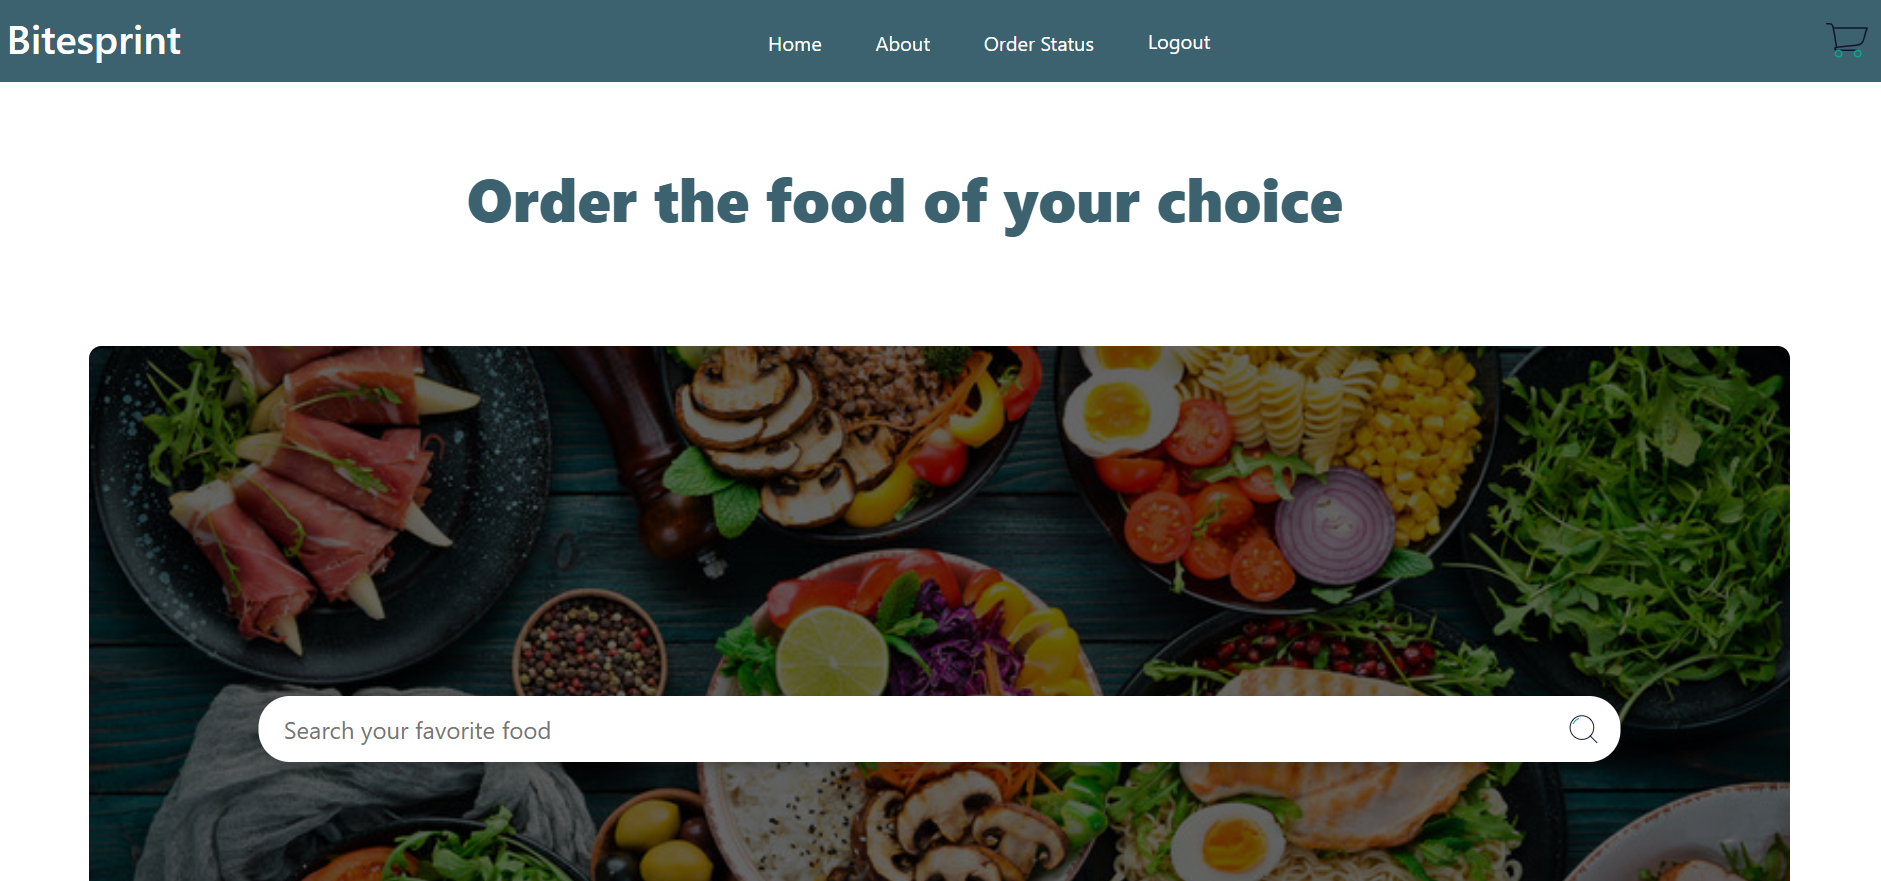 Bitesprint
Home About Order Status Logout
Order the food of your choice
Search your favorite food